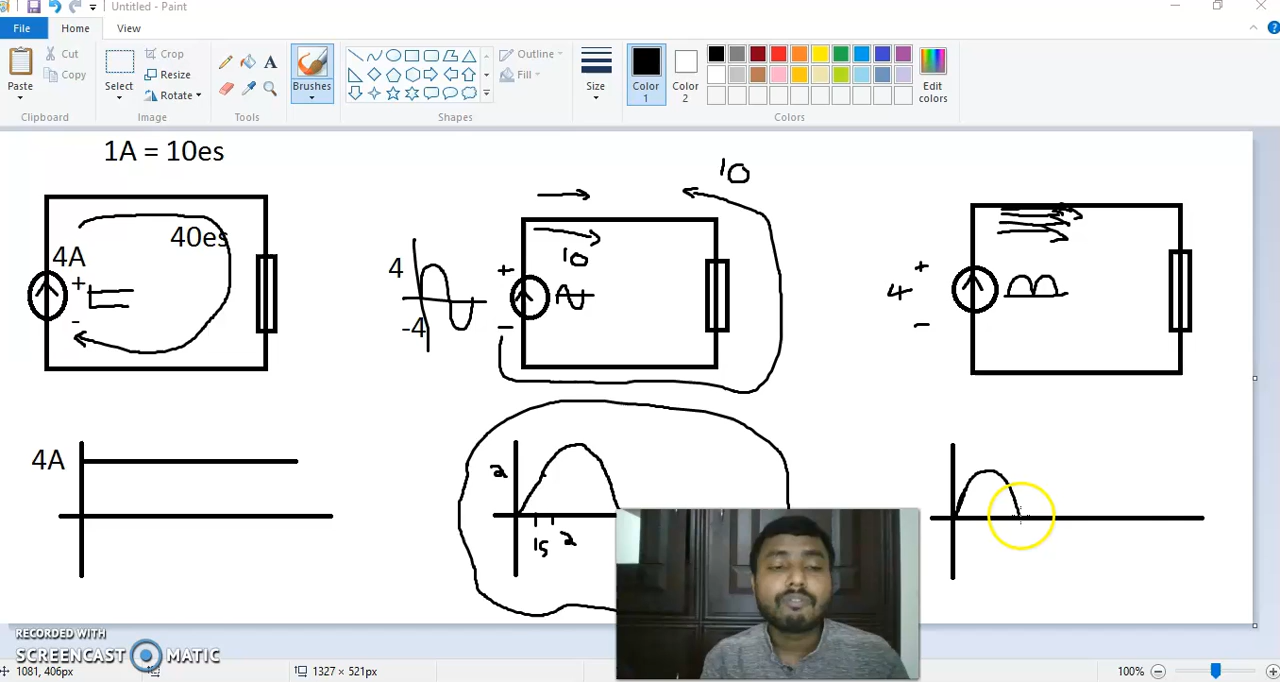 Untitled - Paint
File
Home
View
Paste
Cut
Copy
Clipboard
Select
Crop
Resize
Rotate
Image
A
Tools
Brushes
Outline
Fill
Shapes
Size
Color 1
Color 2
Edit colors
Colors
1A = 10es
40es
4A
+
-
10
10
4
-4
+
-
4
+
-
4A
2
1s
2
RECORDED WITH
SCREENCAST MATIC
1081, 406px
1327 × 521px
100%